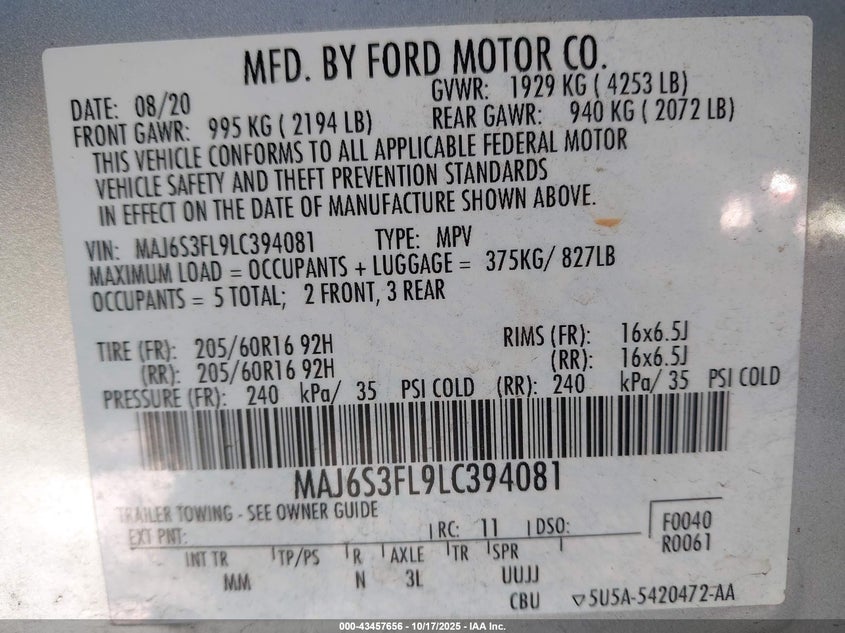 MFD. BY FORD MOTOR CO.
DATE: 08/20 GVWR: 1929 KG ( 4253 LB)
FRONT GAWR: 995 KG ( 2194 LB) REAR GAWR: 940 KG ( 2072 LB)
THIS VEHICLE CONFORMS TO ALL APPLICABLE FEDERAL MOTOR
VEHICLE SAFETY AND THEFT PREVENTION STANDARDS
IN EFFECT ON THE DATE OF MANUFACTURE SHOWN ABOVE.
VIN: MAJ6S3FL9LC394081 TYPE: MPV
MAXIMUM LOAD = OCCUPANTS + LUGGAGE = 375KG/ 827LB
OCCUPANTS = 5 TOTAL; 2 FRONT, 3 REAR
TIRE (FR): 205/60R16 92H RIMS (FR): 16x6.5J
(RR): 205/60R16 92H (RR): 16x6.5J
PRESSURE (FR): 240 kPa/ 35 PSI COLD (RR): 240 kPa/ 35 PSI COLD
MAJ6S3FL9LC394081
TRAILER TOWING - SEE OWNER GUIDE
EXT PNT: RC: 11 DSO: F0040
R0061
INT TR TP/PS R AXLE TR SPR
MM N 3L UUJJ
CBU ▽5U5A-5420472-AA
000-43457656 - 10/17/2025 - IAA Inc.